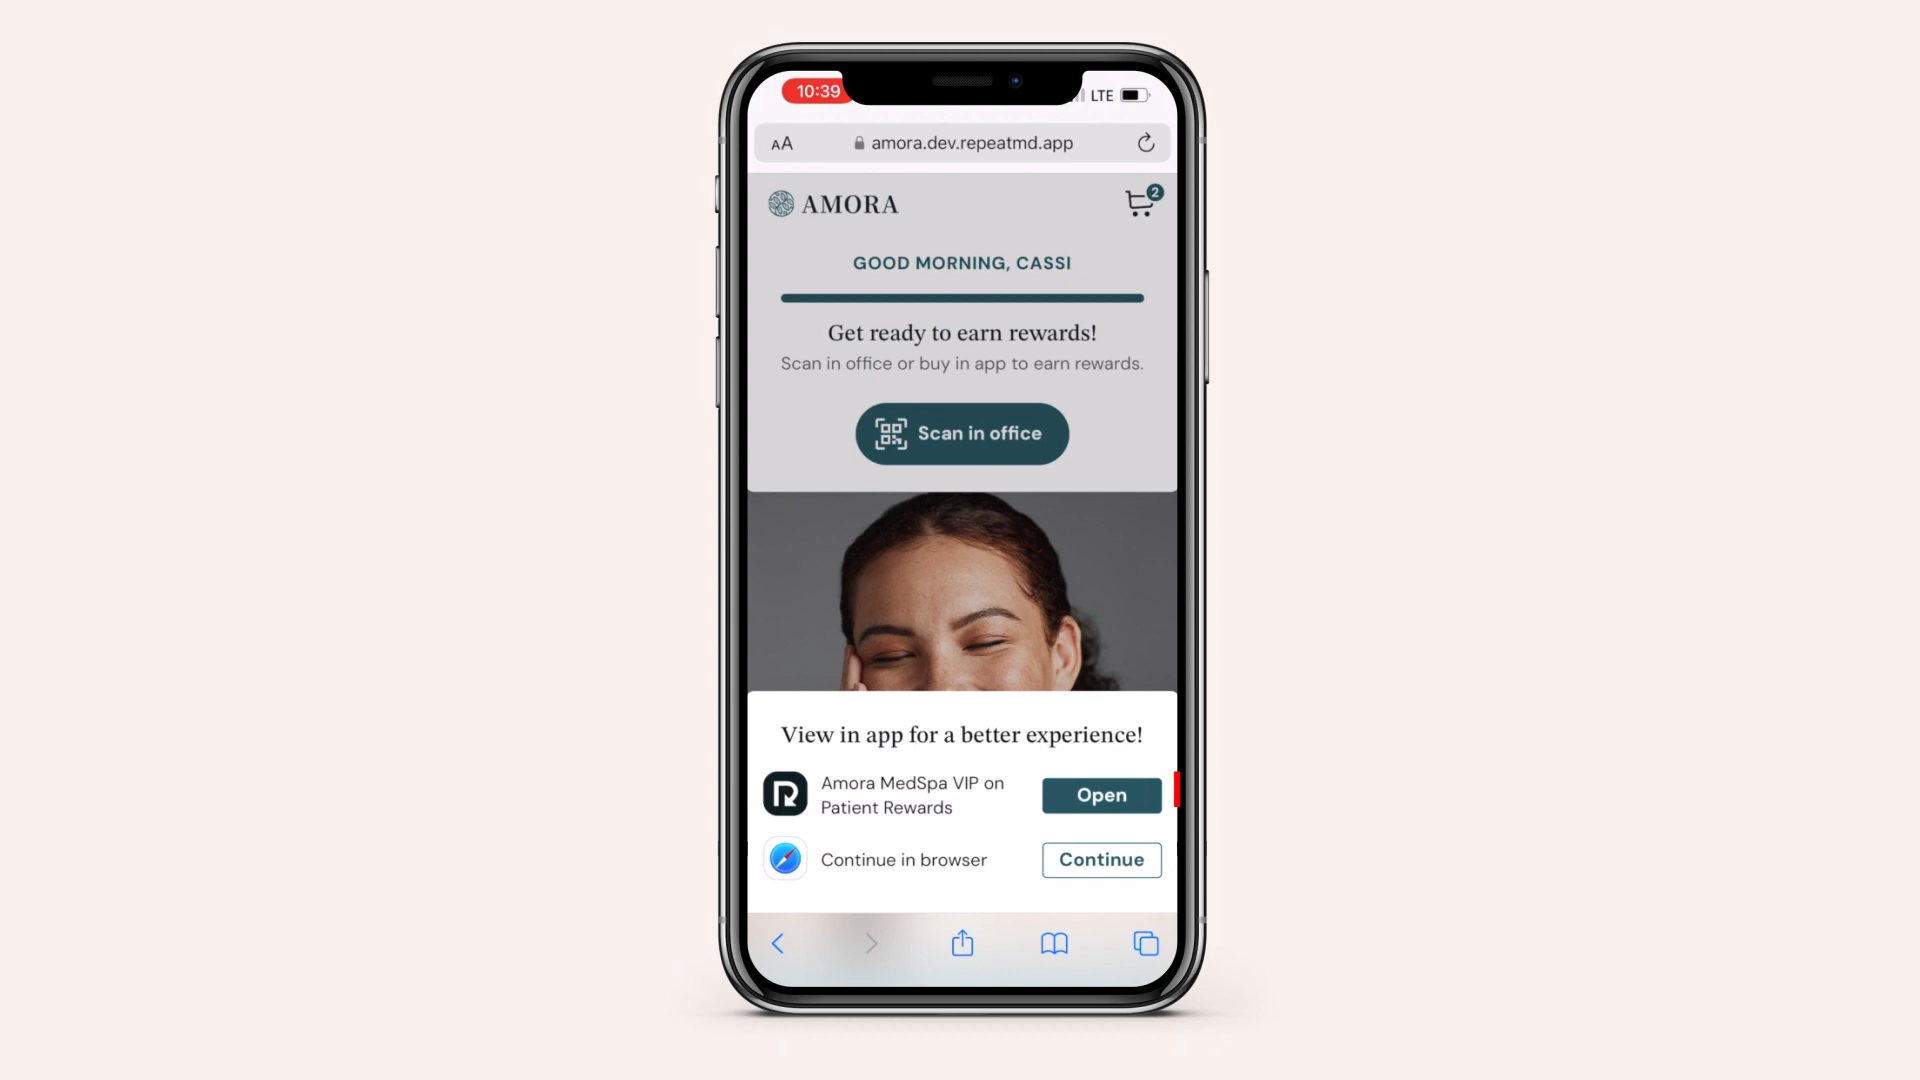 10:39
LTE
AA
amora.dev.repeatmd.app
AMORA
2
GOOD MORNING, CASSI
Get ready to earn rewards!
Scan in office or buy in app to earn rewards.
Scan in office
View in app for a better experience!
Amora MedSpa VIP on
Patient Rewards
Open
Continue in browser
Continue